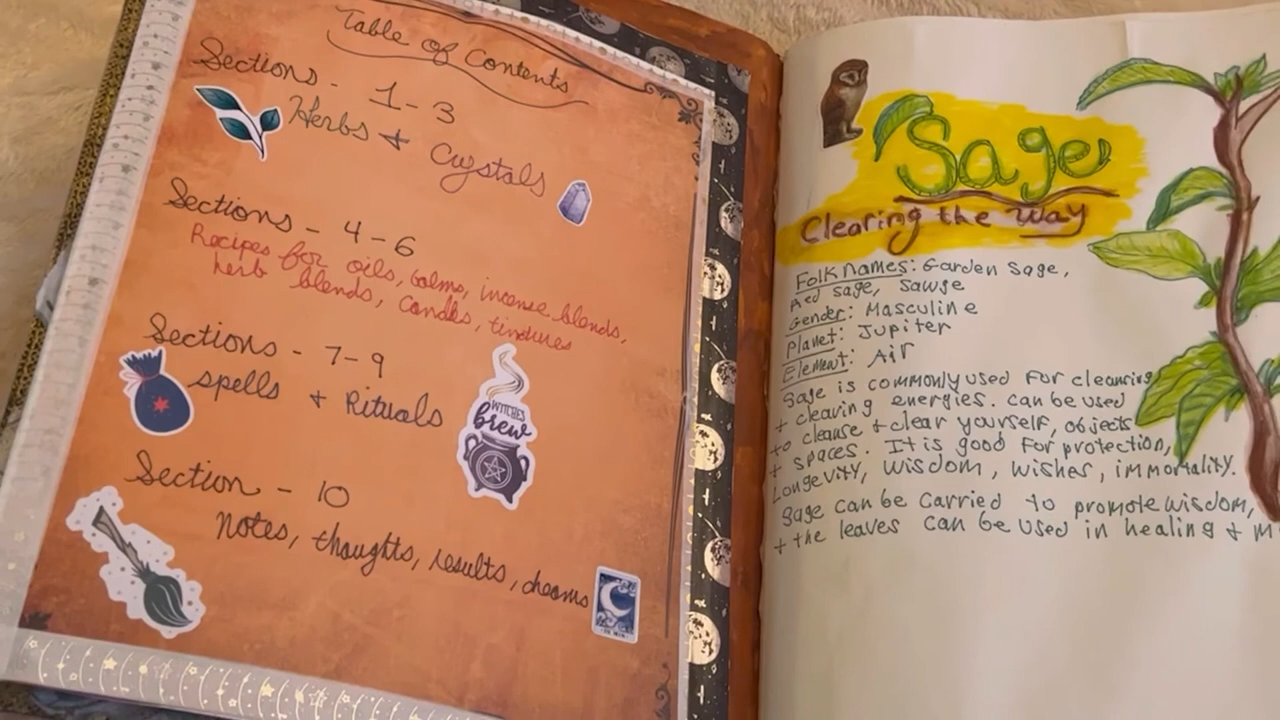 Table of Contents
Sections - 1-3
Herbs + Crystals
Sections - 4-6
Recipes for oils, balms, incense blends,
herb blends, candles, tinctures
Sections - 7-9
spells + Rituals
WITCHES
brew
Section - 10
Notes, thoughts, results, dreams
Sage
Clearing the way
Folk Names: Garden Sage,
Red sage, sawge
Gender: Masculine
Planet: Jupiter
Element: Air
Sage is commonly used for cleansing
+ clearing energies. can be used
to cleanse + clear yourself, objects
+ spaces. It is good for protection,
Longevity, wisdom, wishes, immortality.
Sage can be carried to promote wisdom,
+ the leaves can be used in healing +